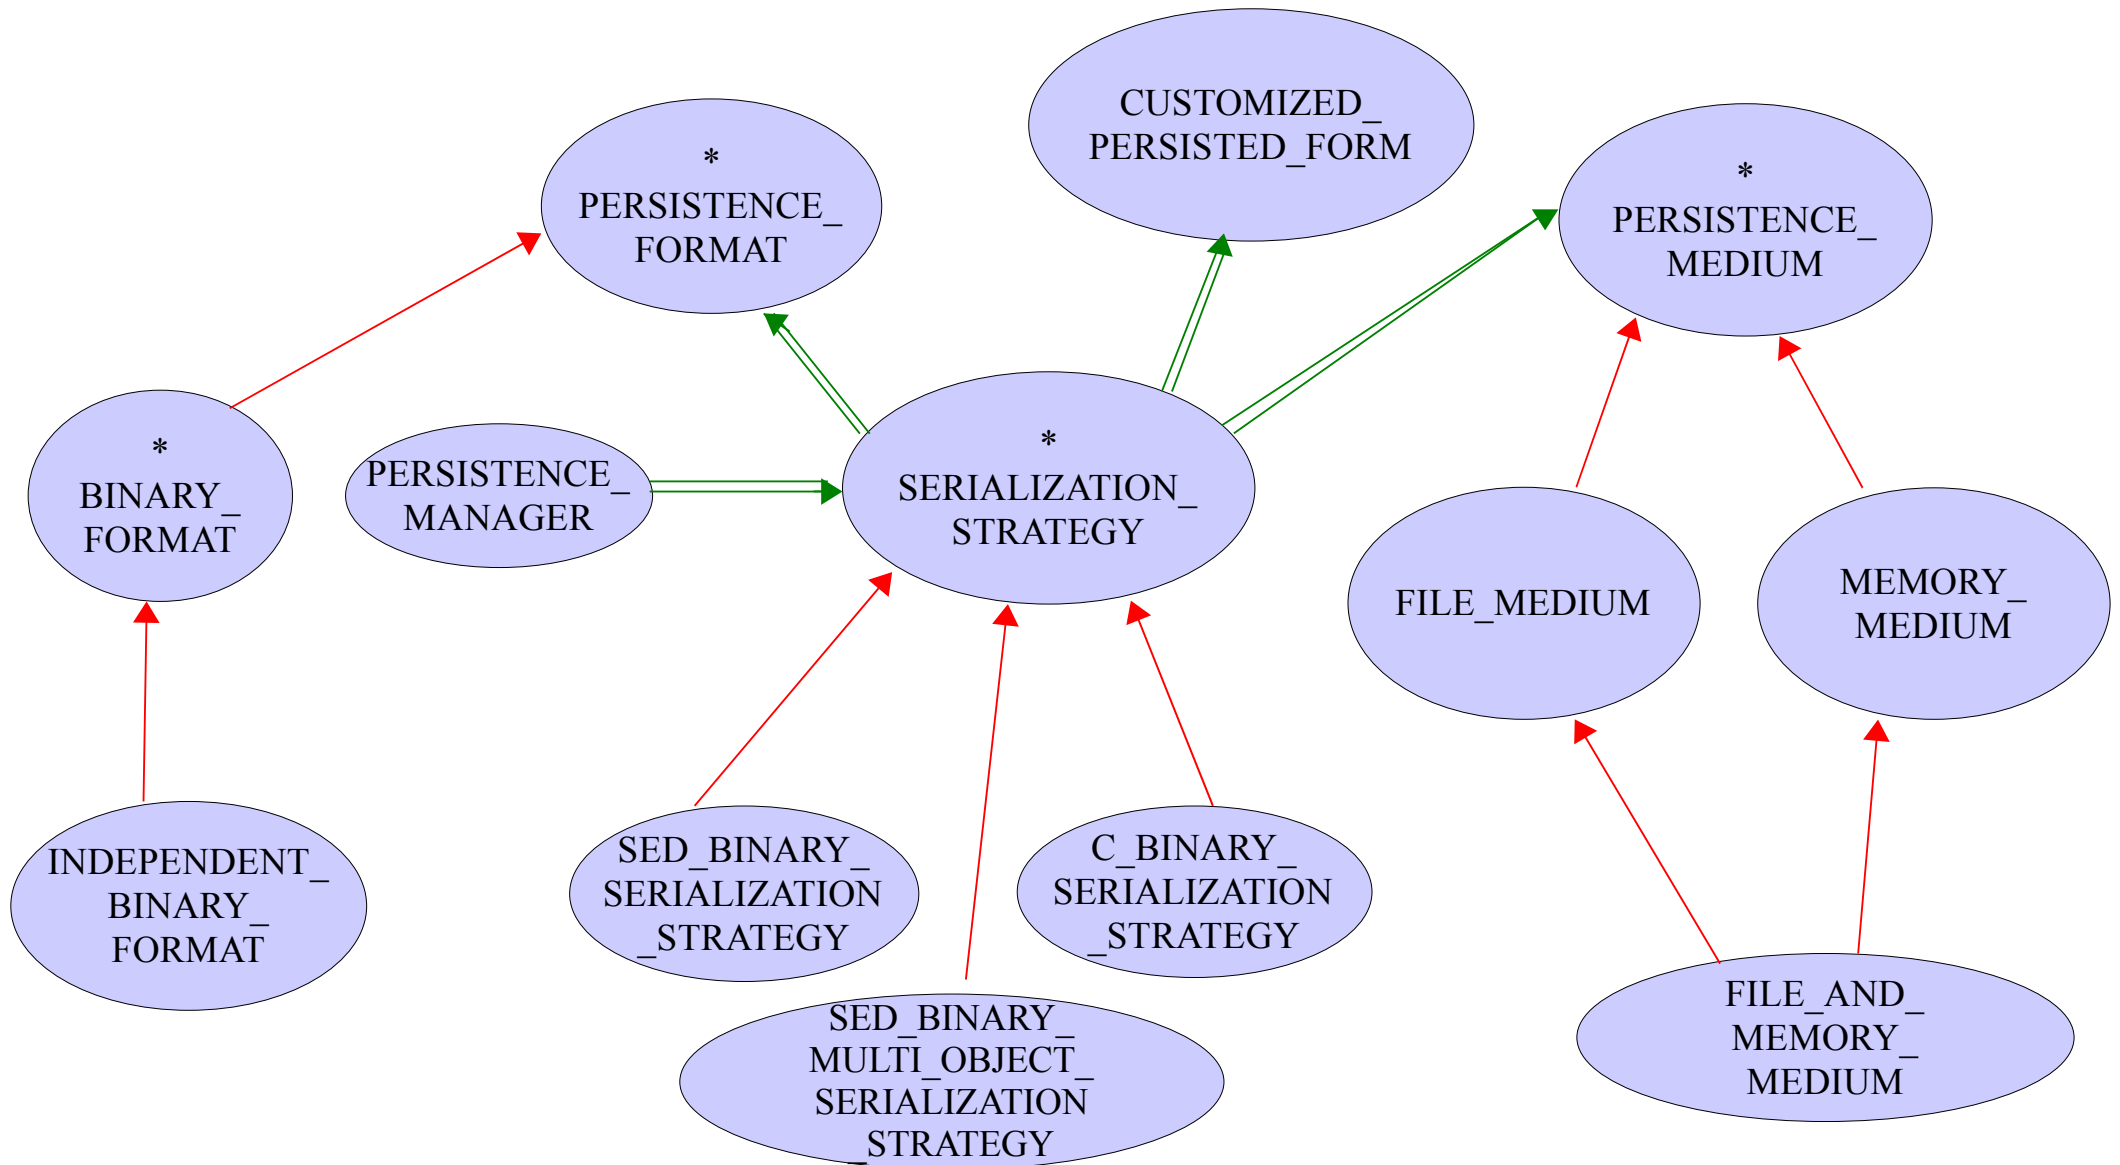 CUSTOMIZED_
PERSISTED_FORM
*
PERSISTENCE_
FORMAT
*
PERSISTENCE_
MEDIUM
*
BINARY_
FORMAT
PERSISTENCE_
MANAGER
*
SERIALIZATION_
STRATEGY
FILE_MEDIUM
MEMORY_
MEDIUM
INDEPENDENT_
BINARY_
FORMAT
SED_BINARY_
SERIALIZATION
_STRATEGY
C_BINARY_
SERIALIZATION
_STRATEGY
SED_BINARY_
MULTI_OBJECT_
SERIALIZATION
_STRATEGY
FILE_AND_
MEMORY_
MEDIUM